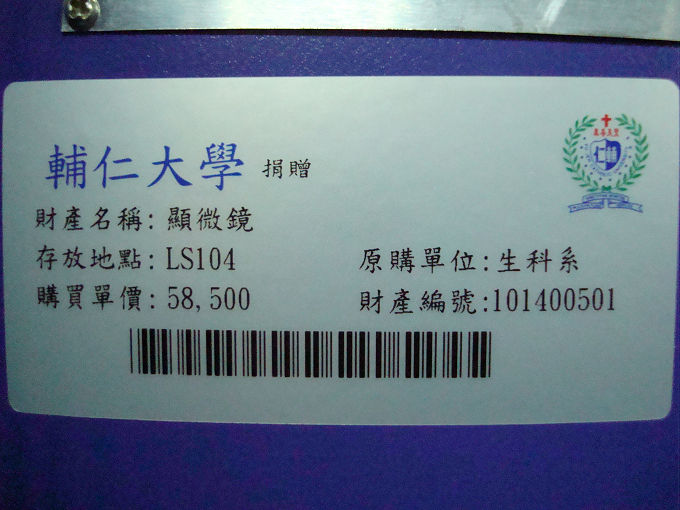 輔仁大學 捐贈
財產名稱: 顯微鏡
存放地點: LS104 原購單位:生科系
購買單價: 58,500 財產編號:101400501